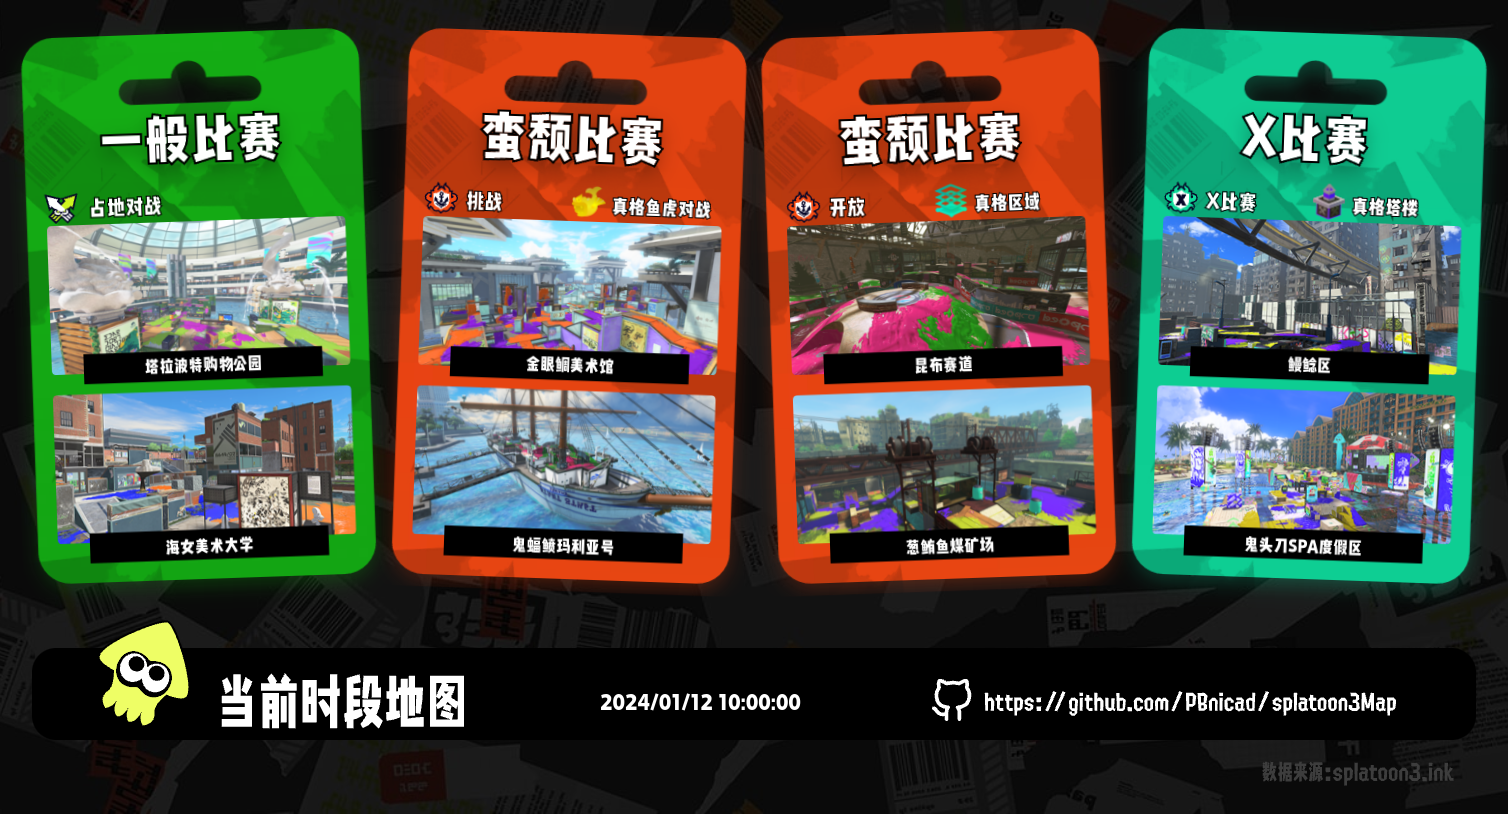 一般比赛
占地对战
塔拉波特购物公园
海女美术大学
蛮颓比赛
挑战
真格鱼虎对战
金眼鲷美术馆
鬼蝠鲼玛利亚号
蛮颓比赛
开放
真格区域
昆布赛道
葱鲔鱼煤矿场
X比赛
X比赛
真格塔楼
鳗鲶区
鬼头刀SPA度假区
当前时段地图
2024/01/12 10:00:00
https://github.com/PBnicad/splatoon3Map
数据来源:splatoon3.ink